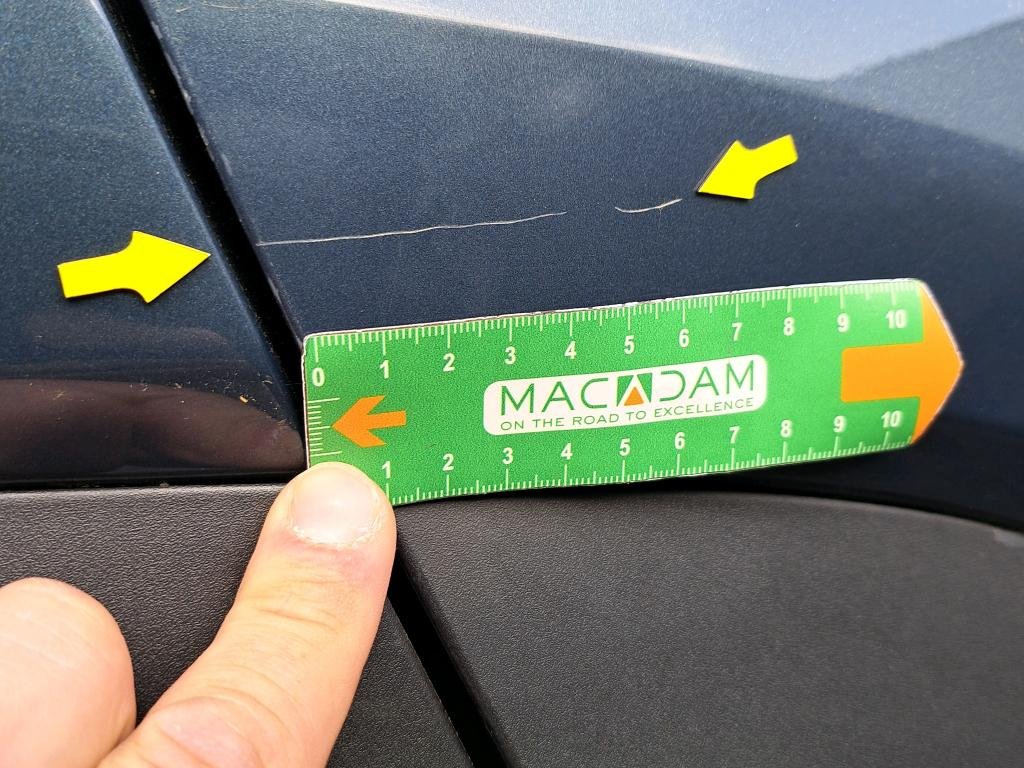 0 1 2 3 4 5 6 7 8 9 10
MACADAM
ON THE ROAD TO EXCELLENCE
1 2 3 4 5 6 7 8 9 10